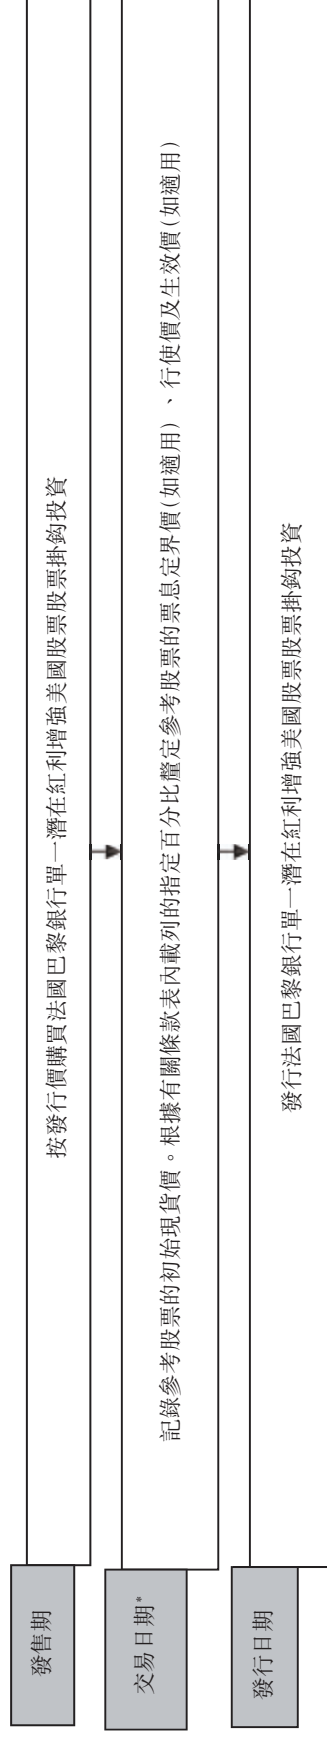 發售期
按發行價購買法國巴黎銀行單一潛在紅利增強美國股票股票掛鈎投資
交易日期*
記錄參考股票的初始現貨價。根據有關條款表內載列的指定百分比釐定參考股票的票息定界價(如適用)、行使價及生效價(如適用)
發行日期
發行法國巴黎銀行單一潛在紅利增強美國股票股票掛鈎投資